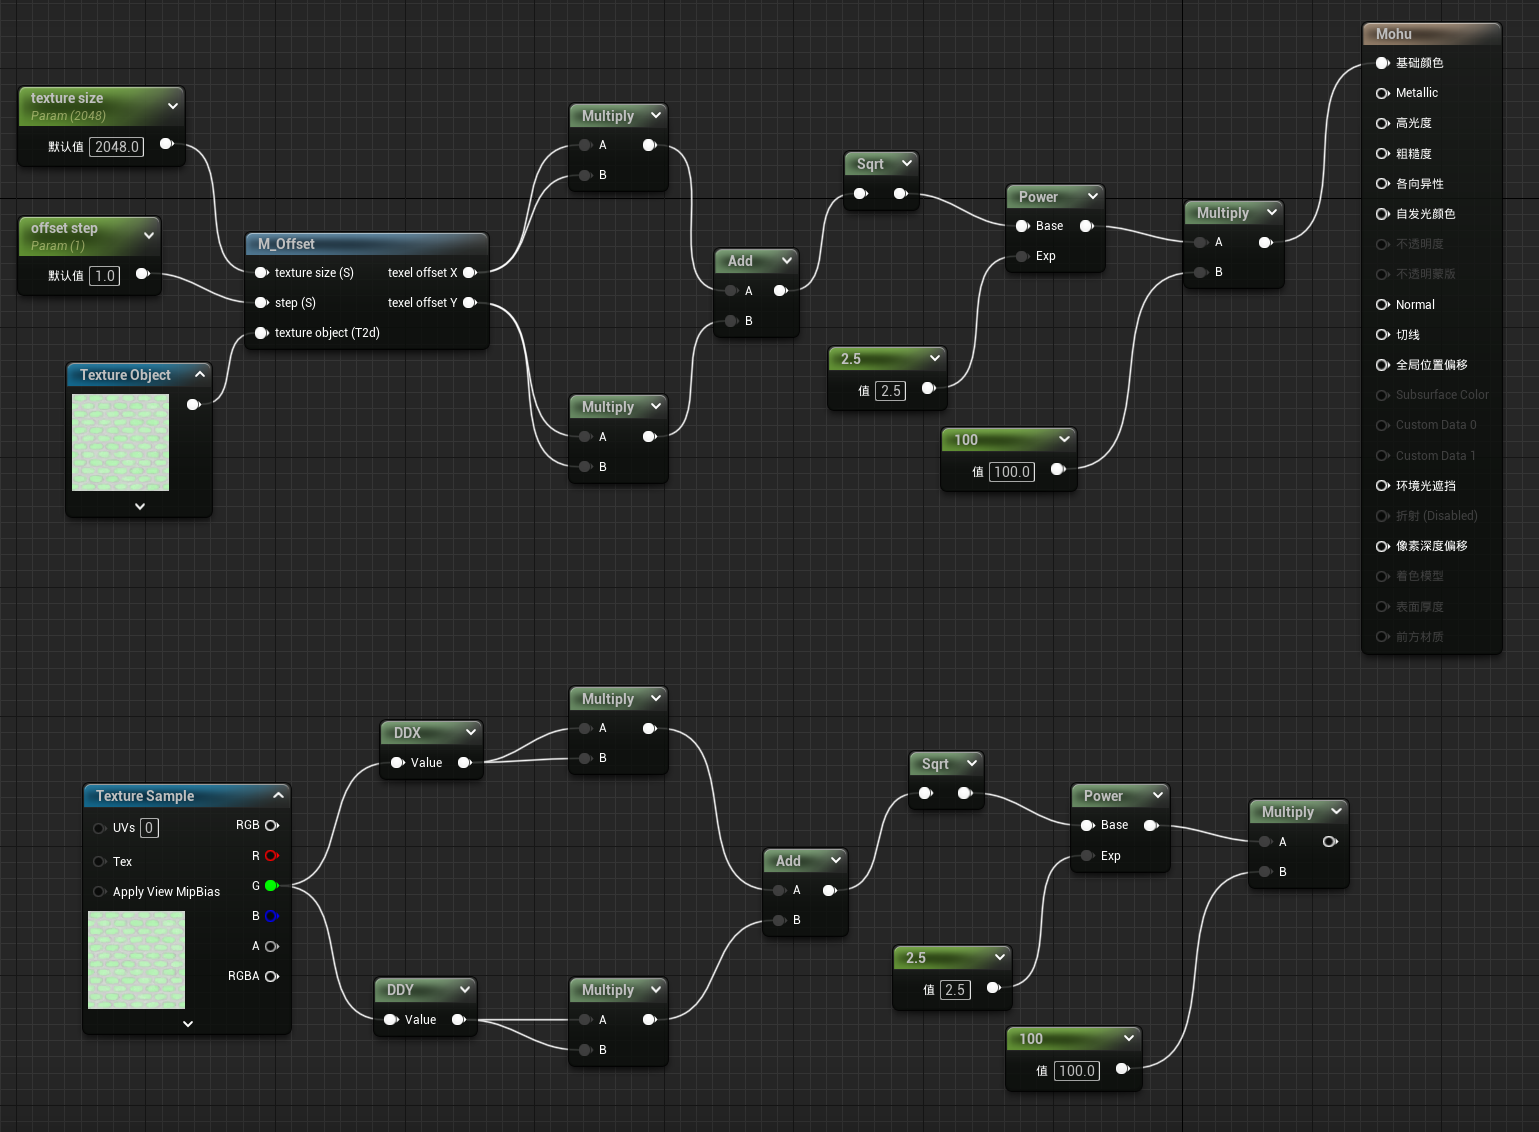 texture size
Param (2048)
默认值 2048.0
offset step
Param (1)
默认值 1.0
M_Offset
texture size (S) texel offset X
step (S) texel offset Y
texture object (T2d)
Texture Object
Multiply
A
B
Multiply
A
B
Add
A
B
Sqrt
Power
Base
Exp
2.5
值 2.5
100
值 100.0
Multiply
A
B
Mohu
基础颜色
Metallic
高光度
粗糙度
各向异性
自发光颜色
不透明度
不透明蒙版
Normal
切线
全局位置偏移
Subsurface Color
Custom Data 0
Custom Data 1
环境光遮挡
折射 (Disabled)
像素深度偏移
着色模型
表面厚度
前方材质
Texture Sample
UVs 0 RGB
Tex R
G
Apply View MipBias
B
A
RGBA
DDX
Value
DDY
Value
Multiply
A
B
Multiply
A
B
Add
A
B
Sqrt
Power
Base
Exp
2.5
值 2.5
100
值 100.0
Multiply
A
B